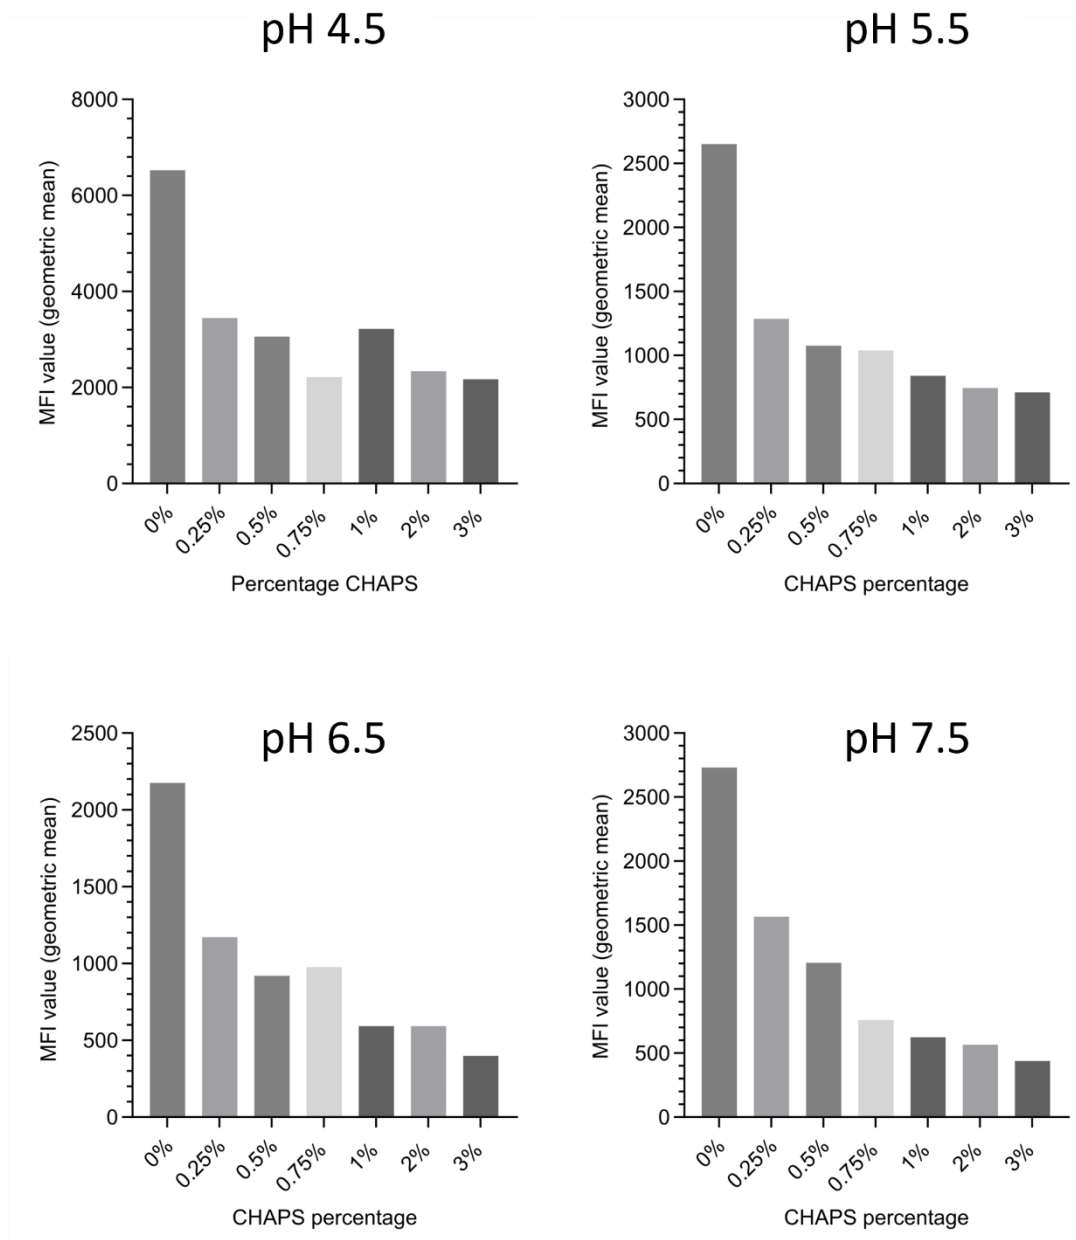 pH 4.5
MFI value (geometric mean)
8000
6000
4000
2000
0
0% 0.25% 0.5% 0.75% 1% 2% 3%
Percentage CHAPS
pH 5.5
MFI value (geometric mean)
3000
2500
2000
1500
1000
500
0
0% 0.25% 0.5% 0.75% 1% 2% 3%
CHAPS percentage
pH 6.5
MFI value (geometric mean)
2500
2000
1500
1000
500
0
0% 0.25% 0.5% 0.75% 1% 2% 3%
CHAPS percentage
pH 7.5
MFI value (geometric mean)
3000
2500
2000
1500
1000
500
0
0% 0.25% 0.5% 0.75% 1% 2% 3%
CHAPS percentage